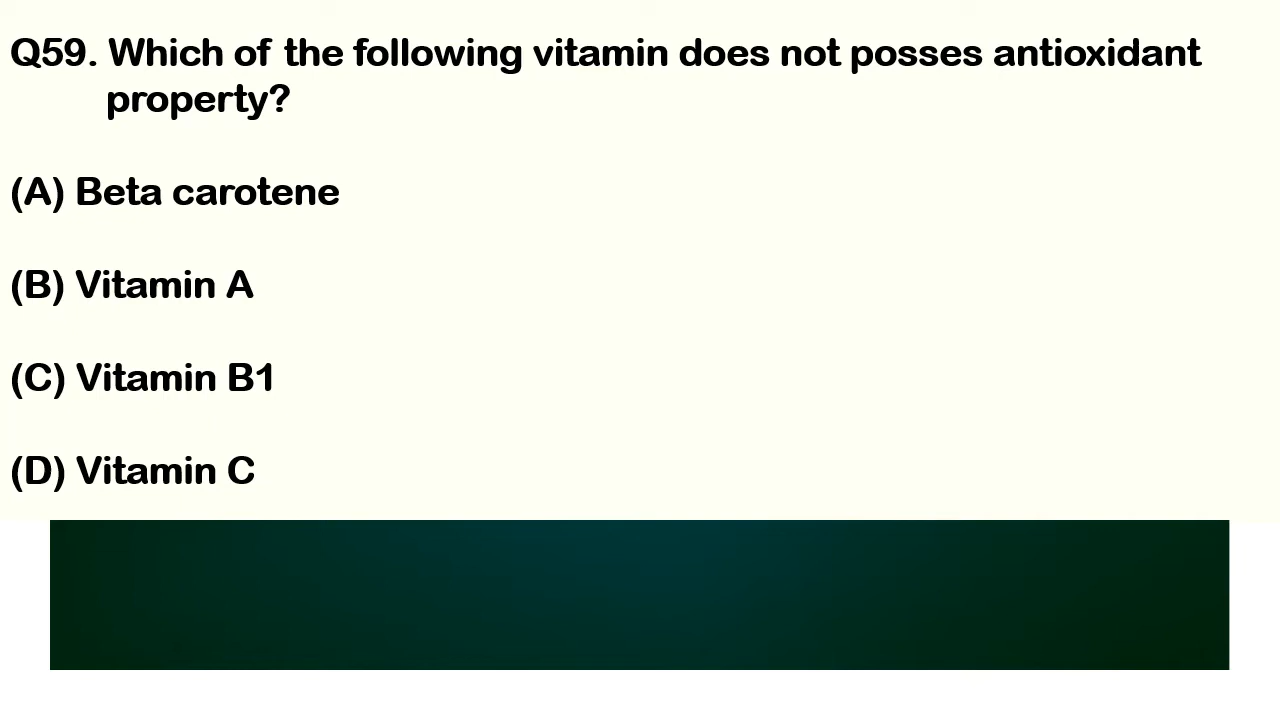 Q59. Which of the following vitamin does not posses antioxidant
property?
(A) Beta carotene
(B) Vitamin A
(C) Vitamin B1
(D) Vitamin C